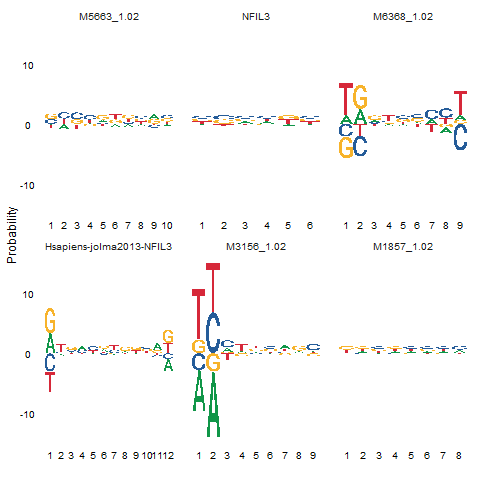 M5663_1.02 NFIL3 M6368_1.02
10
0
-10
1 2 3 4 5 6 7 8 9 10 1 2 3 4 5 6 1 2 3 4 5 6 7 8 9
Probability
Hsapiens-jolma2013-NFIL3 M3156_1.02 M1857_1.02
10
0
-10
1 2 3 4 5 6 7 8 9 10 11 12 1 2 3 4 5 6 7 8 9 1 2 3 4 5 6 7 8